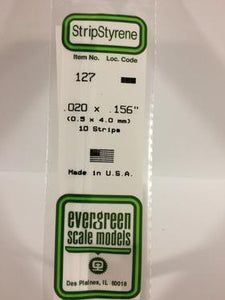 StripStyrene
Item No. Loc. Code
127
.020 x .156"
(0.5 x 4.0 mm)
10 Strips
Made in U.S.A.
evergreen
scale models
Des Plaines, IL 60018